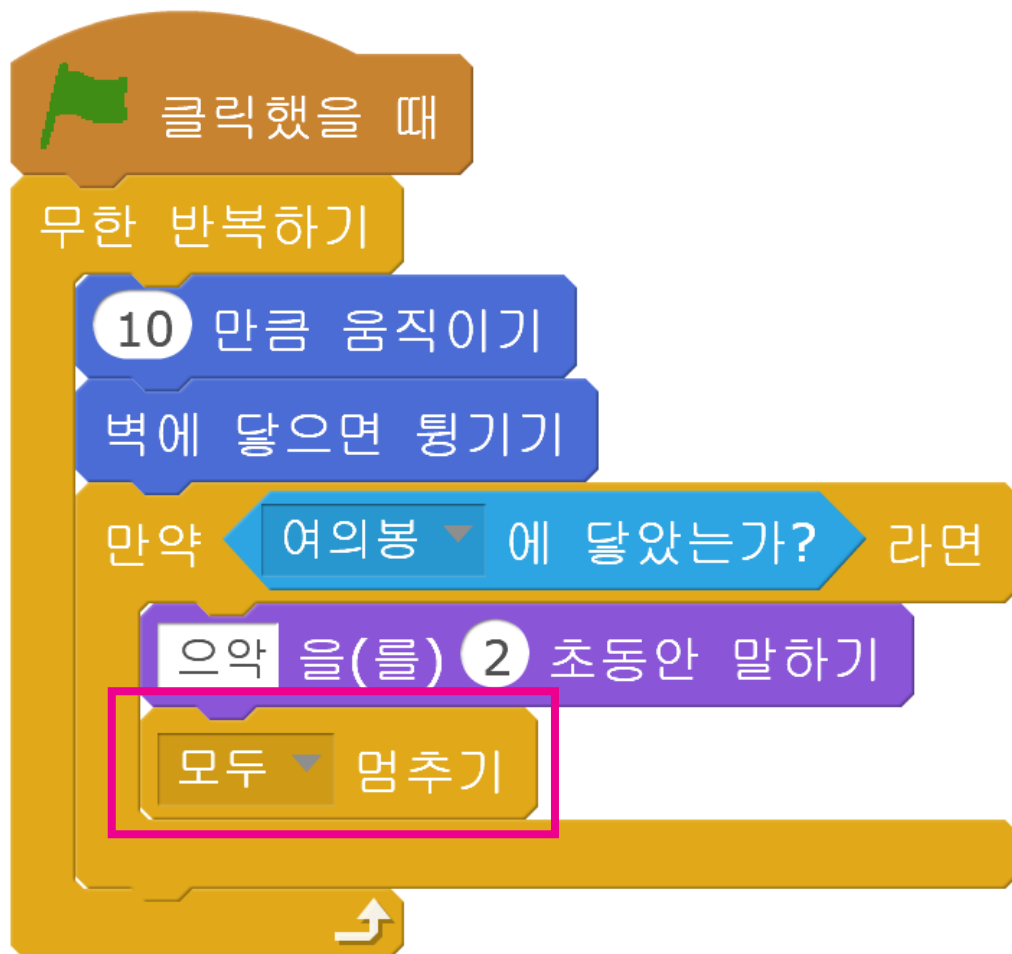 클릭했을 때
무한 반복하기
10 만큼 움직이기
벽에 닿으면 튕기기
만약 여의봉 에 닿았는가? 라면
으악 을(를) 2 초동안 말하기
모두 멈추기